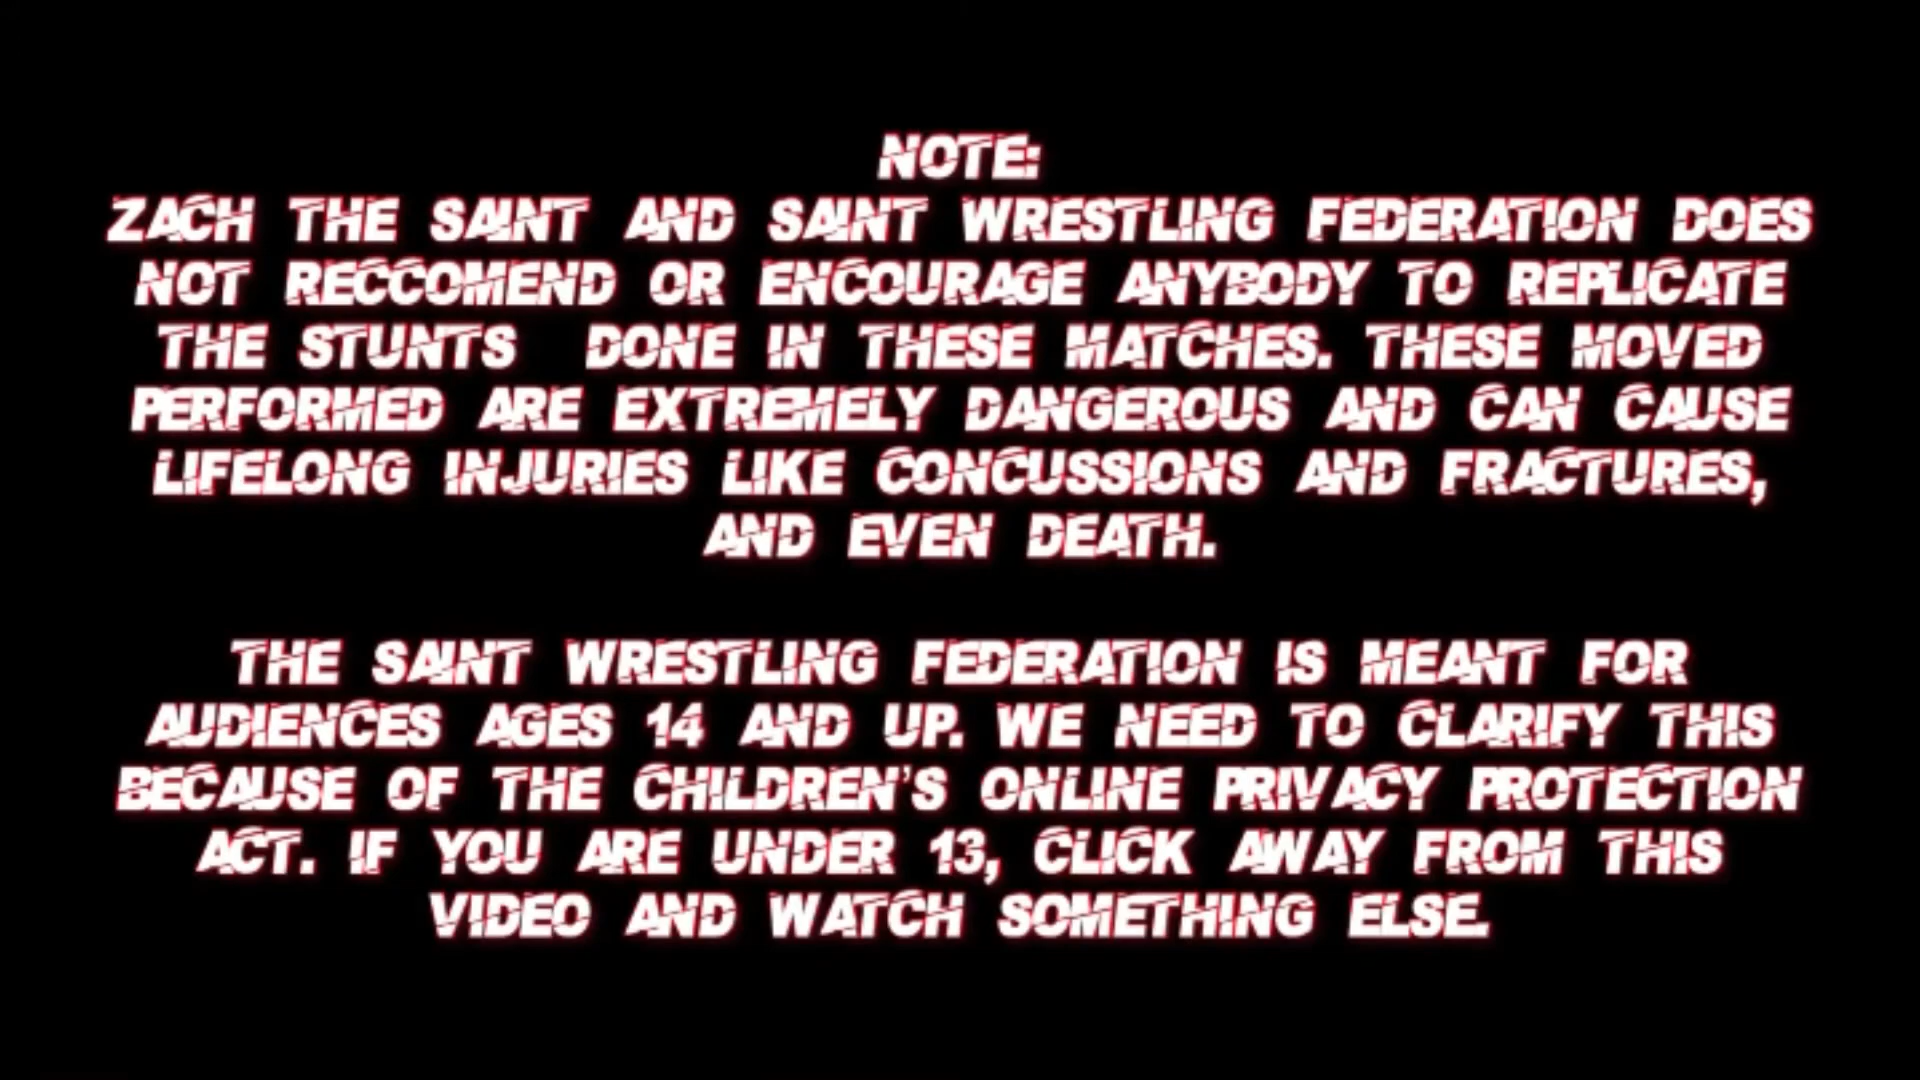 NOTE:
ZACH THE SAINT AND SAINT WRESTLING FEDERATION DOES
NOT RECCOMEND OR ENCOURAGE ANYBODY TO REPLICATE
THE STUNTS DONE IN THESE MATCHES. THESE MOVED
PERFORMED ARE EXTREMELY DANGEROUS AND CAN CAUSE
LIFELONG INJURIES LIKE CONCUSSIONS AND FRACTURES,
AND EVEN DEATH.
THE SAINT WRESTLING FEDERATION IS MEANT FOR
AUDIENCES AGES 14 AND UP. WE NEED TO CLARIFY THIS
BECAUSE OF THE CHILDREN'S ONLINE PRIVACY PROTECTION
ACT. IF YOU ARE UNDER 13, CLICK AWAY FROM THIS
VIDEO AND WATCH SOMETHING ELSE.